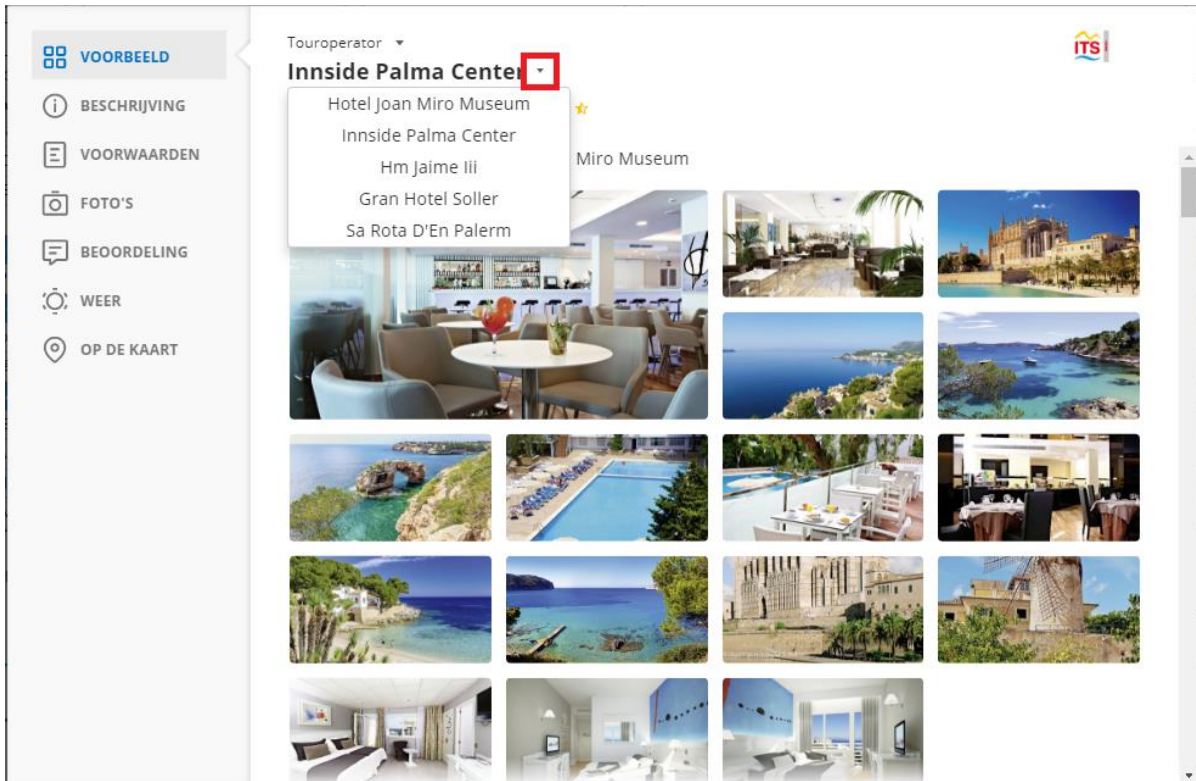 VOORBEELD
BESCHRIJVING
VOORWAARDEN
FOTO'S
BEOORDELING
WEER
OP DE KAART
Touroperator
Innside Palma Center
Hotel Joan Miro Museum
Innside Palma Center
Hm Jaime Iii
Gran Hotel Soller
Sa Rota D'En Palerm
Miro Museum
ITS